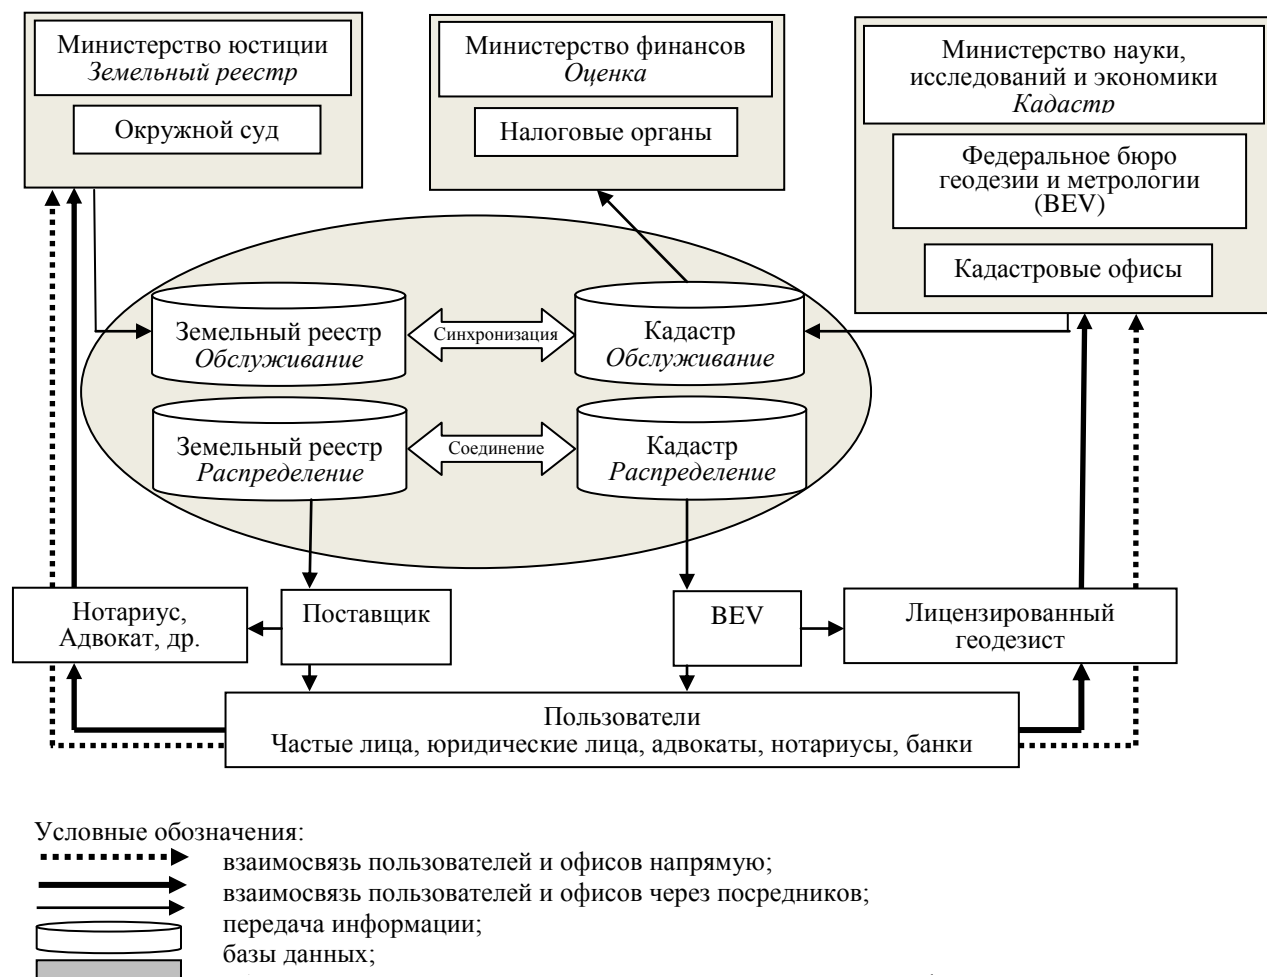 Министерство юстиции
Земельный реестр
Окружной суд
Министерство финансов
Оценка
Налоговые органы
Министерство науки,
исследований и экономики
Кадастр
Федеральное бюро
геодезии и метрологии
(BEV)
Кадастровые офисы
Земельный реестр
Обслуживание
Синхронизация
Кадастр
Обслуживание
Земельный реестр
Распределение
Соединение
Кадастр
Распределение
Нотариус,
Адвокат, др.
Поставщик
BEV
Лицензированный
геодезист
Пользователи
Частые лица, юридические лица, адвокаты, нотариусы, банки
Условные обозначения:
взаимосвязь пользователей и офисов напрямую;
взаимосвязь пользователей и офисов через посредников;
передача информации;
базы данных;